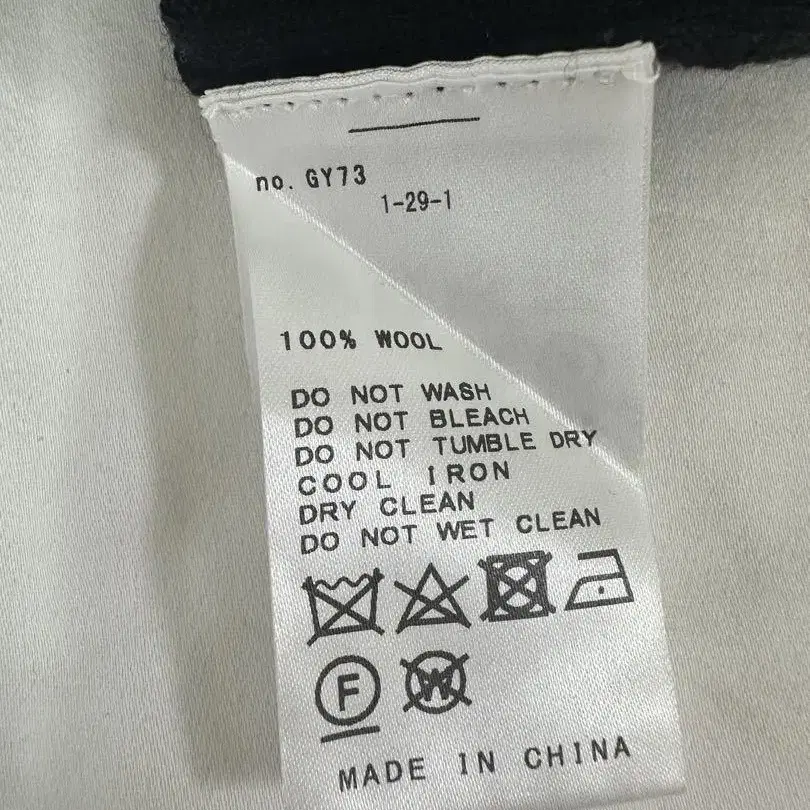 no. GY73
1-29-1
100% WOOL
DO NOT WASH
DO NOT BLEACH
DO NOT TUMBLE DRY
COOL IRON
DRY CLEAN
DO NOT WET CLEAN
F W
MADE IN CHINA